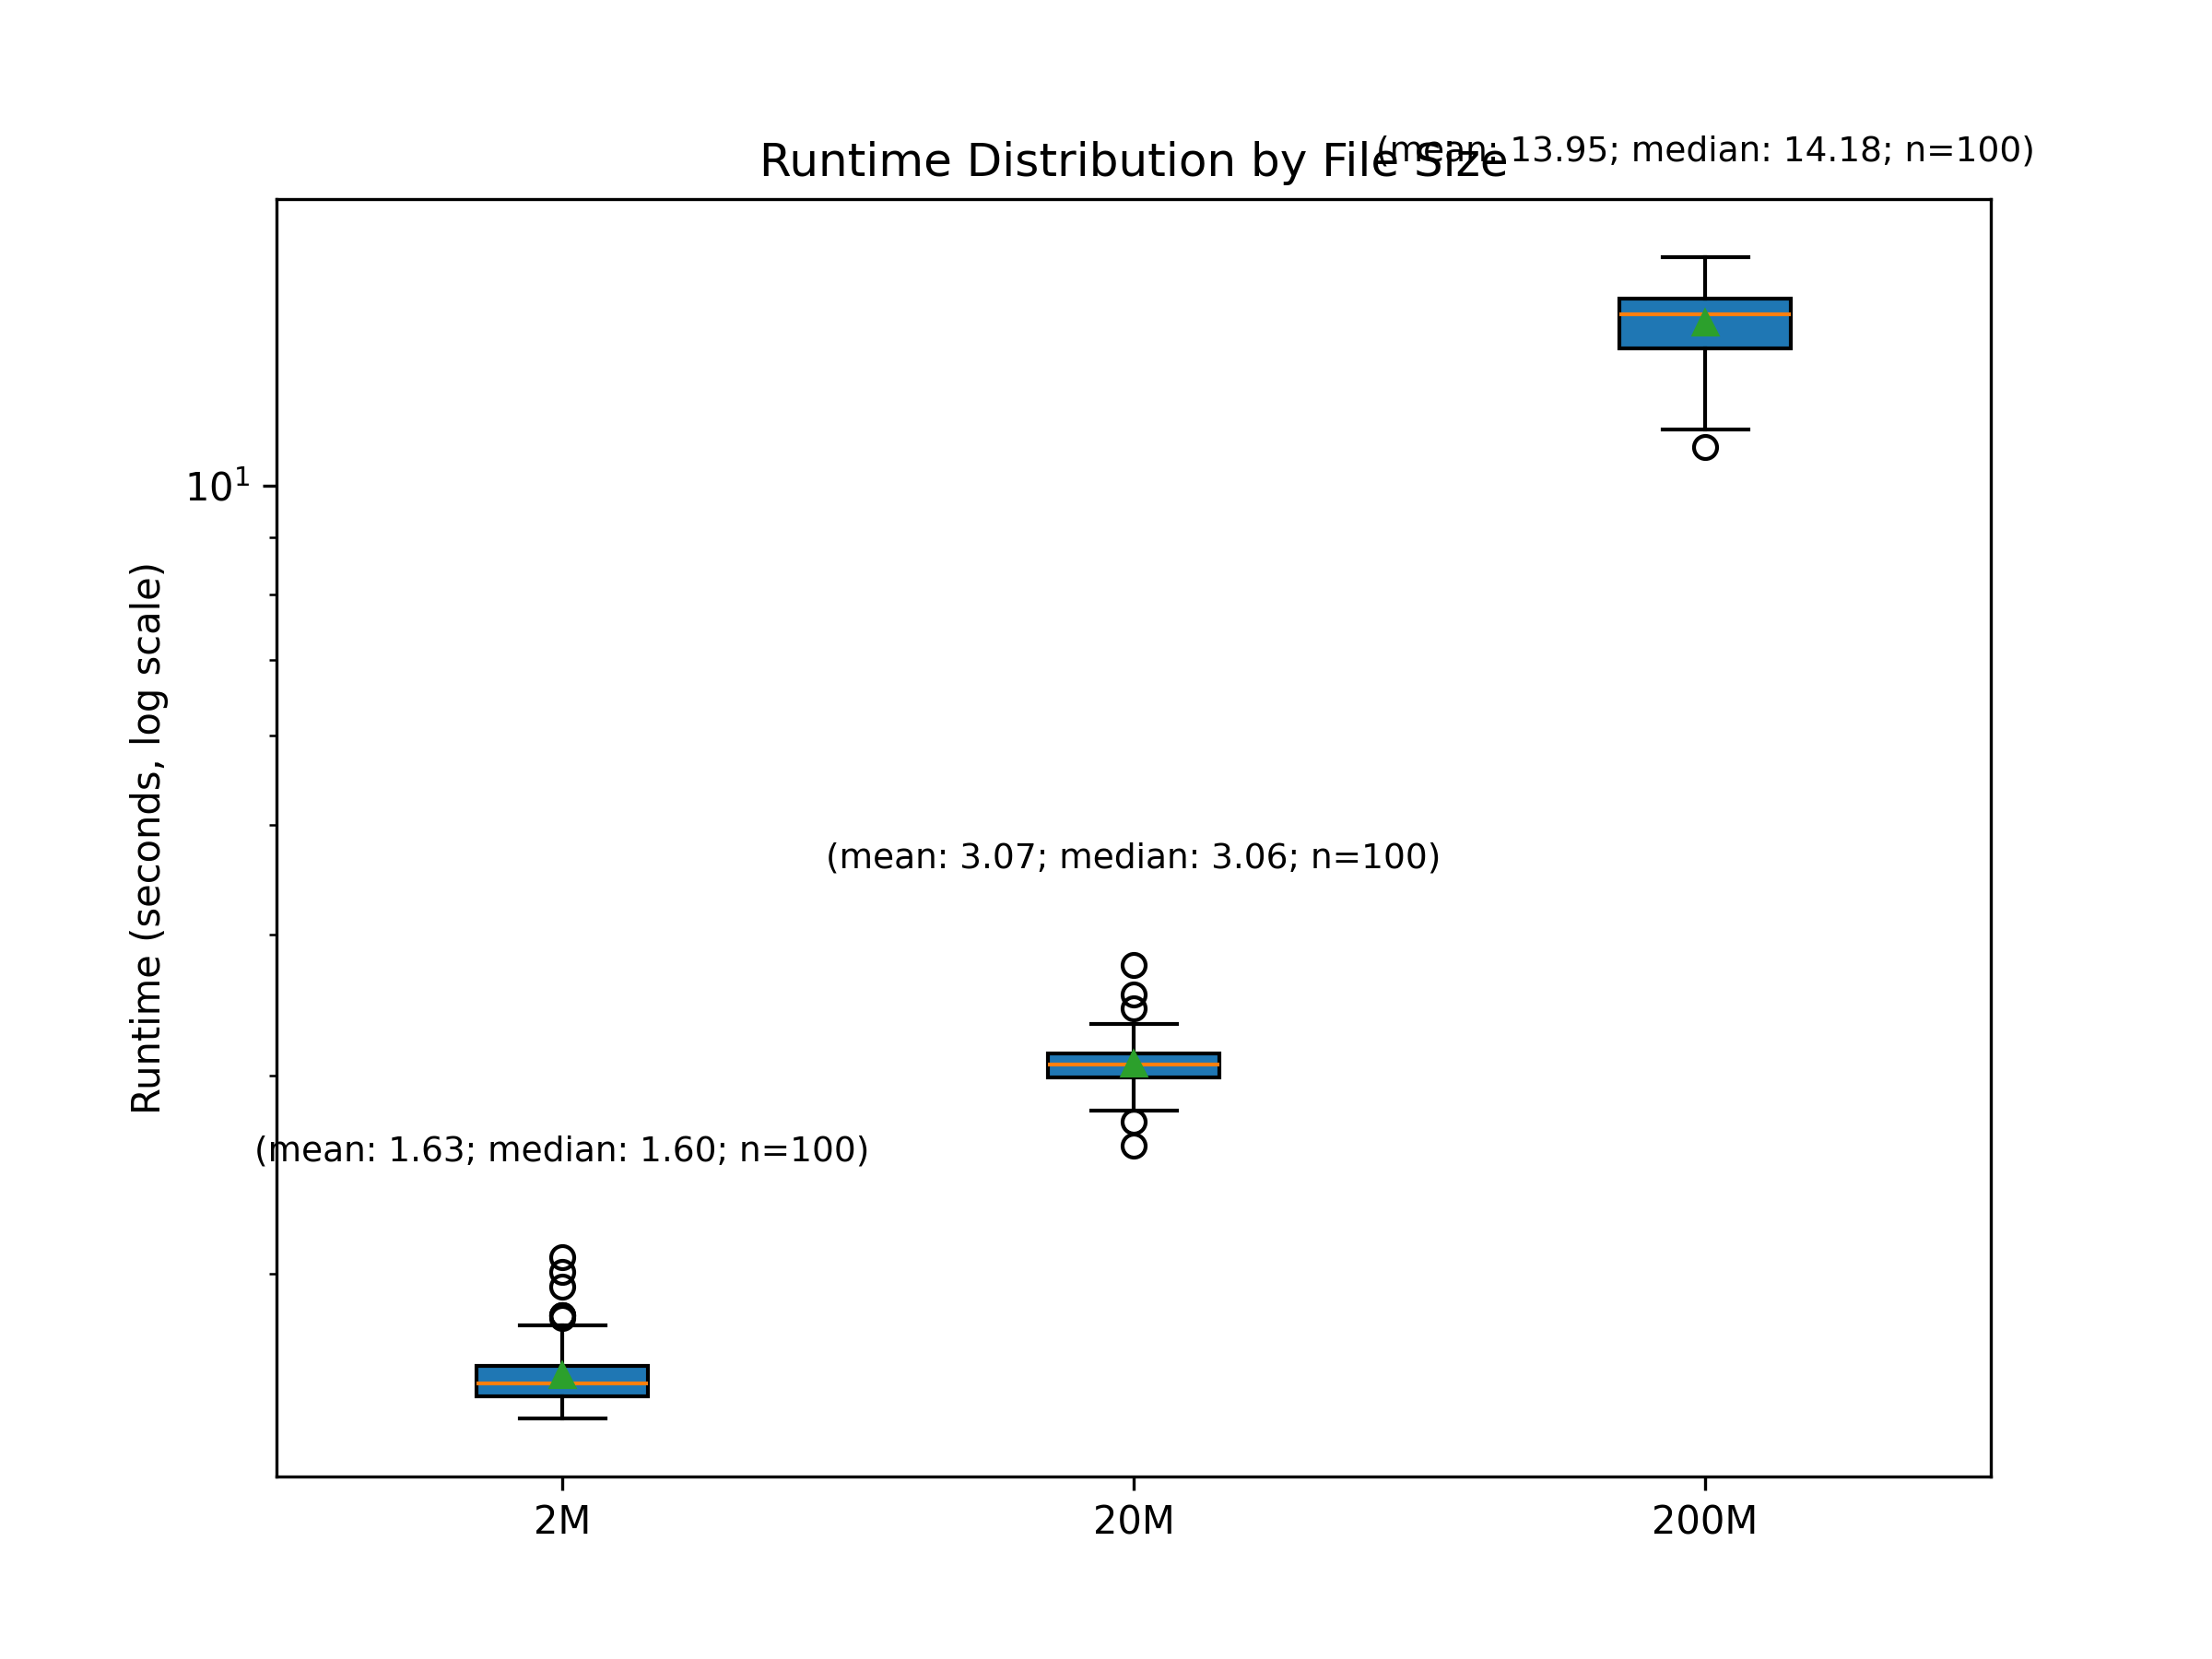 Runtime Distribution by File Size
(mean: 13.95; median: 14.18; n=100)
10¹
Runtime (seconds, log scale)
(mean: 3.07; median: 3.06; n=100)
(mean: 1.63; median: 1.60; n=100)
2M
20M
200M